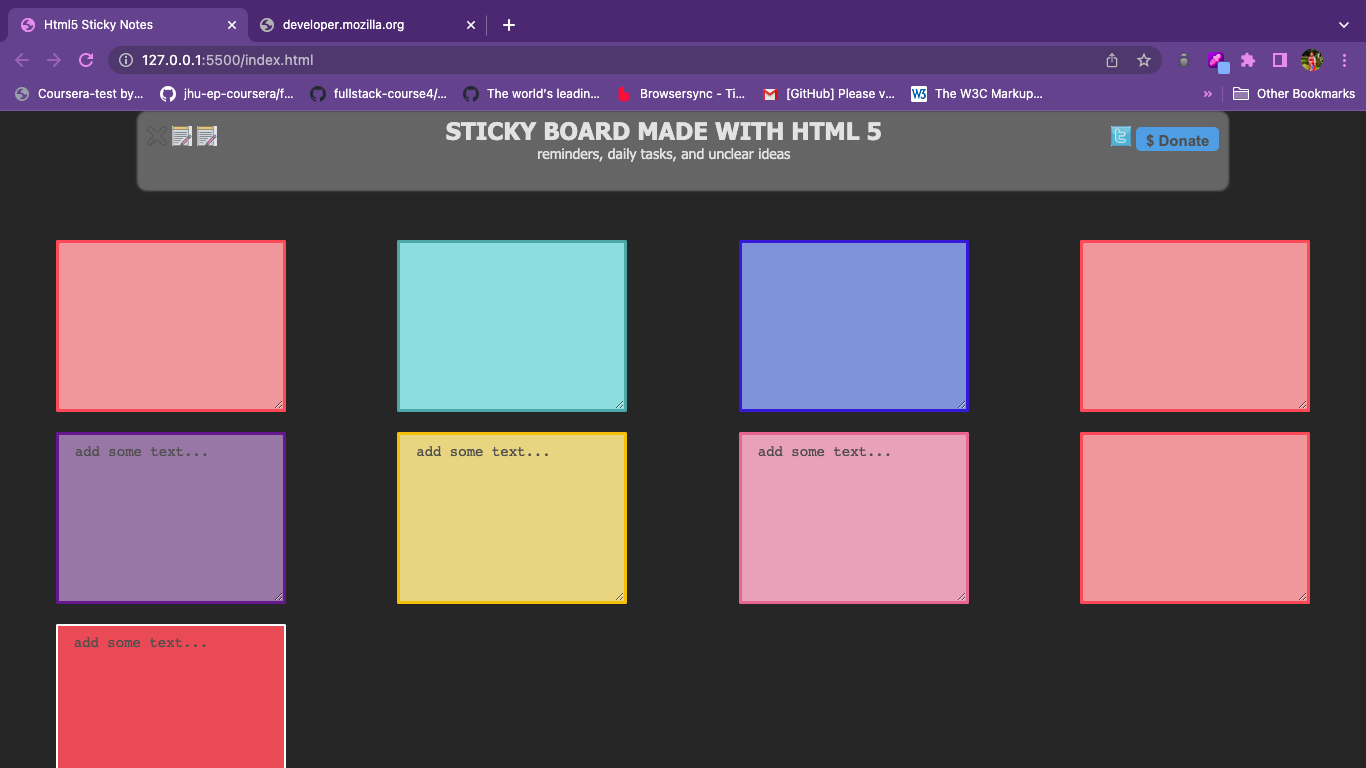 Html5 Sticky Notes
developer.mozilla.org
127.0.0.1:5500/index.html
Coursera-test by... jhu-ep-coursera/f... fullstack-course4/... The world's leadin... Browsersync - Ti... [GitHub] Please v... W3 The W3C Markup... » Other Bookmarks
STICKY BOARD MADE WITH HTML 5
reminders, daily tasks, and unclear ideas
t $ Donate
add some text... add some text... add some text...
add some text...